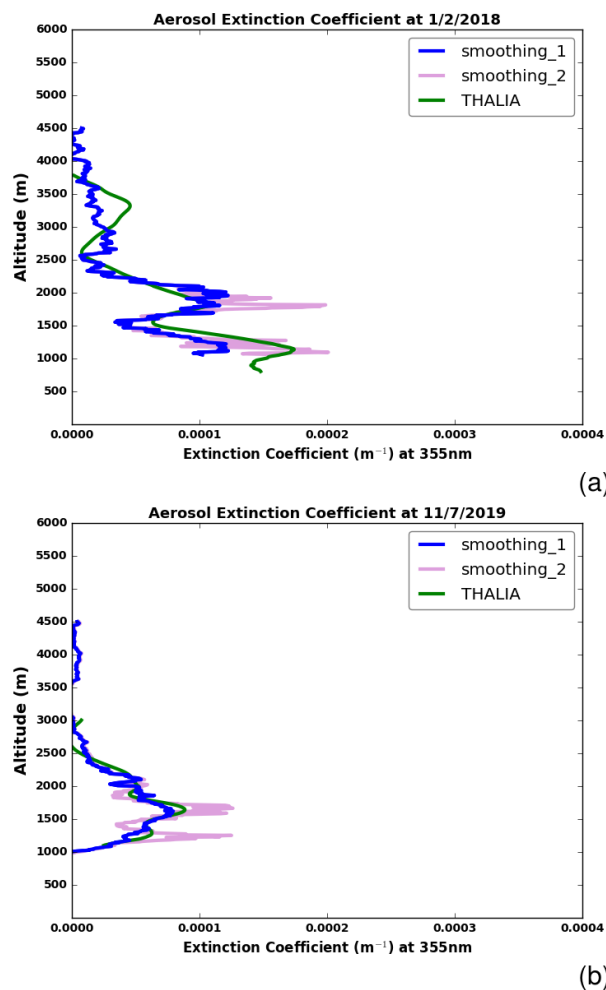 Aerosol Extinction Coefficient at 1/2/2018
6000
5500
5000
4500
4000
3500
3000
2500
2000
1500
1000
500
Altitude (m)
smoothing_1
smoothing_2
THALIA
0.0000 0.0001 0.0002 0.0003 0.0004
Extinction Coefficient (m⁻¹) at 355nm
(a)
Aerosol Extinction Coefficient at 11/7/2019
6000
5500
5000
4500
4000
3500
3000
2500
2000
1500
1000
500
Altitude (m)
smoothing_1
smoothing_2
THALIA
0.0000 0.0001 0.0002 0.0003 0.0004
Extinction Coefficient (m⁻¹) at 355nm
(b)